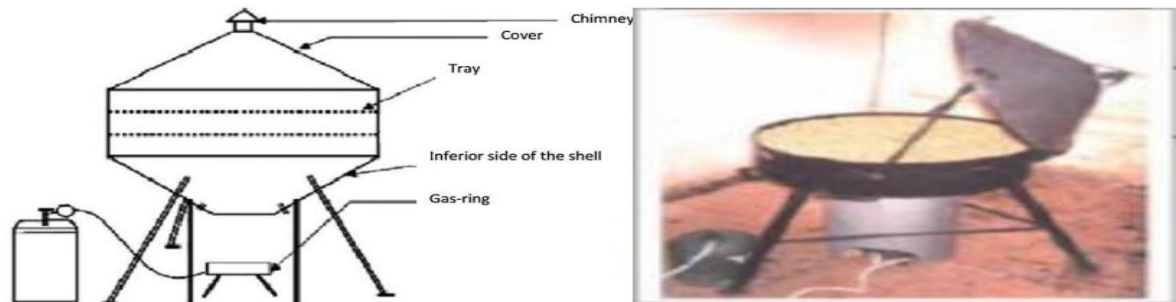 Chimney
Cover
Tray
Inferior side of the shell
Gas-ring